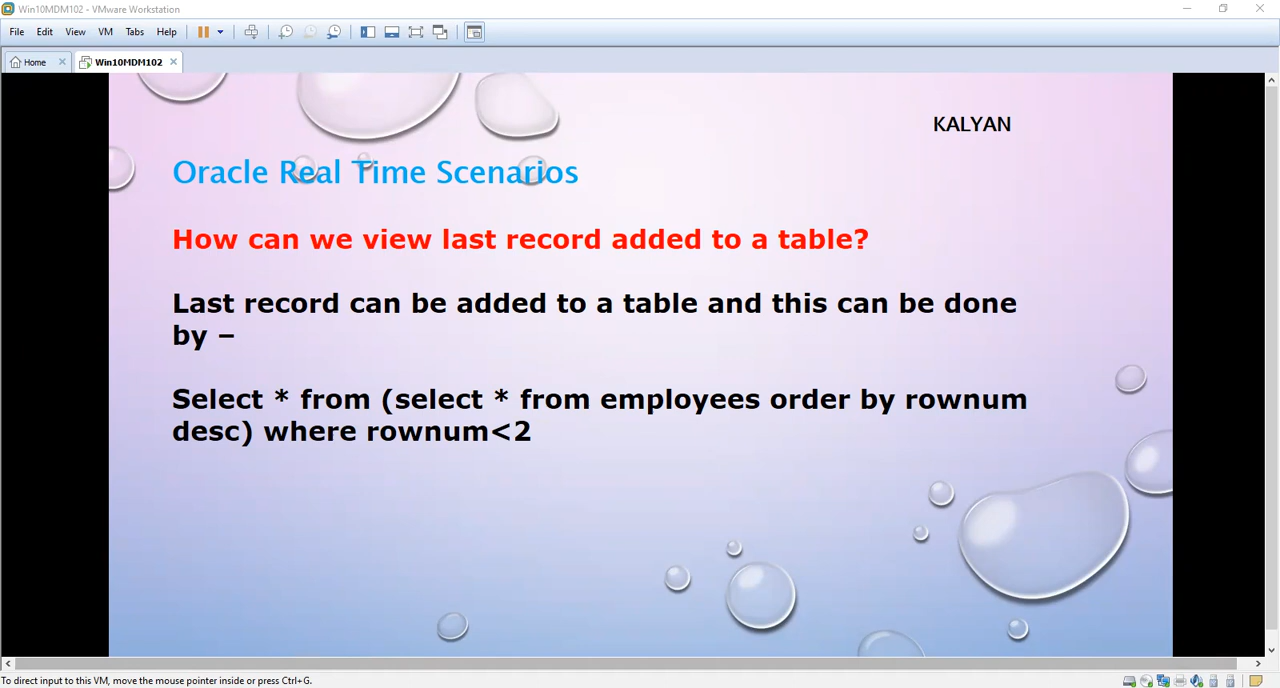 Win10MDM102 - VMware Workstation
File Edit View VM Tabs Help
Home Win10MDM102
KALYAN
Oracle Real Time Scenarios
How can we view last record added to a table?
Last record can be added to a table and this can be done
by –
Select * from (select * from employees order by rownum
desc) where rownum<2
To direct input to this VM, move the mouse pointer inside or press Ctrl+G.